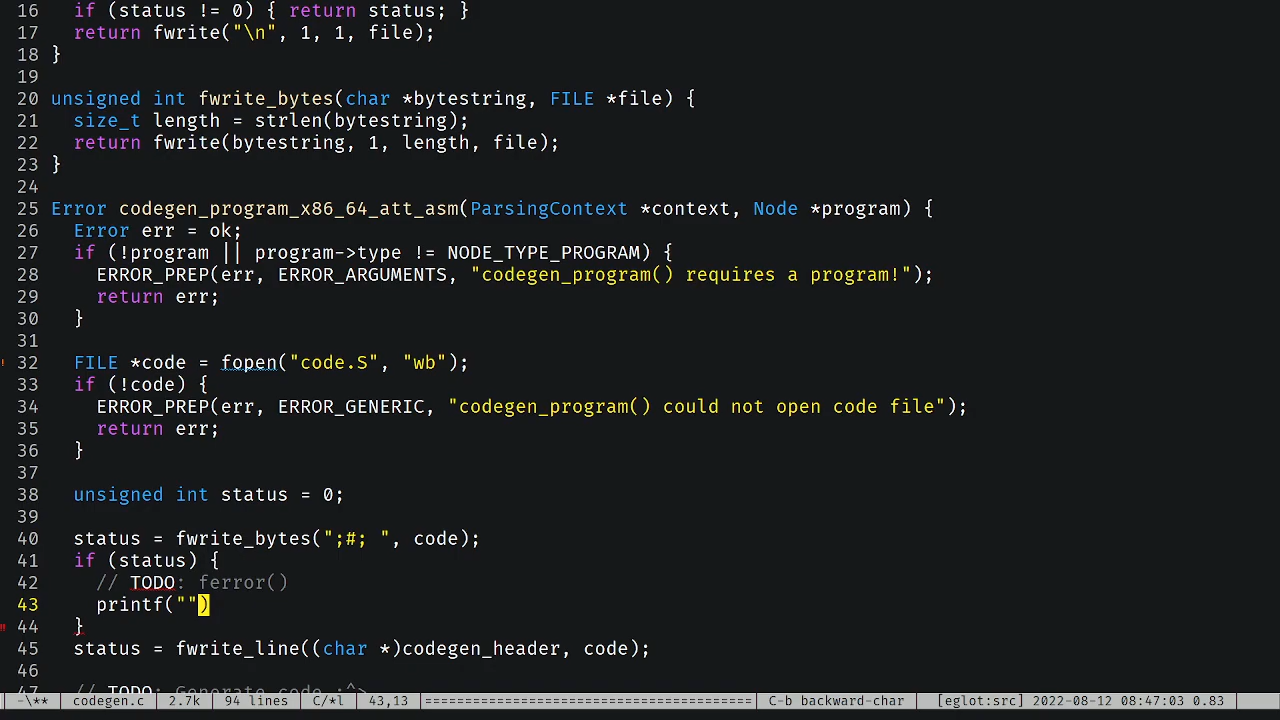 16   if (status != 0) { return status; }
17   return fwrite("\n", 1, 1, file);
18 }
19
20 unsigned int fwrite_bytes(char *bytestring, FILE *file) {
21   size_t length = strlen(bytestring);
22   return fwrite(bytestring, 1, length, file);
23 }
24
25 Error codegen_program_x86_64_att_asm(ParsingContext *context, Node *program) {
26   Error err = ok;
27   if (!program || program->type != NODE_TYPE_PROGRAM) {
28     ERROR_PREP(err, ERROR_ARGUMENTS, "codegen_program() requires a program!");
29     return err;
30   }
31
! 32   FILE *code = fopen("code.S", "wb");
33   if (!code) {
34     ERROR_PREP(err, ERROR_GENERIC, "codegen_program() could not open code file");
35     return err;
36   }
37
38   unsigned int status = 0;
39
40   status = fwrite_bytes(";#; ", code);
41   if (status) {
42     // TODO: ferror()
43     printf("")
‼ 44   }
45   status = fwrite_line((char *)codegen_header, code);
46
47   // TODO: Generate code :^>
-\** codegen.c 2.7k 94 lines C/*l 43,13 ============================= C-b backward-char [eglot:src] 2022-08-12 08:47:03 0.83